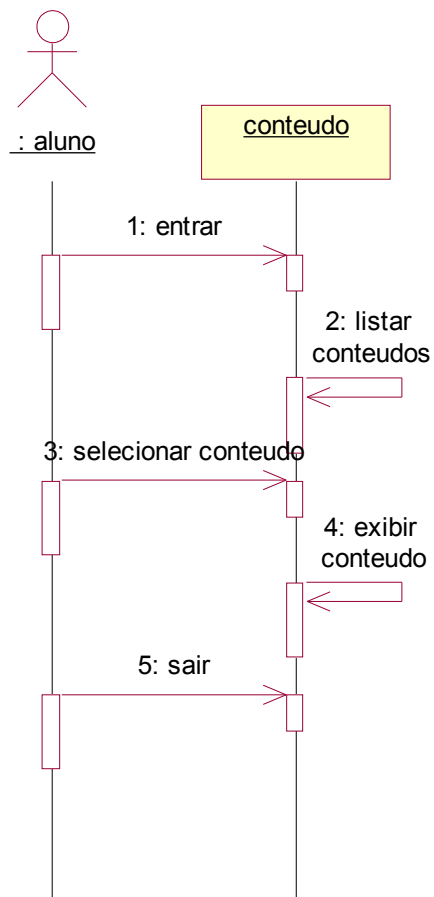 : aluno
conteudo
1: entrar
2: listar
conteudos
3: selecionar conteudo
4: exibir
conteudo
5: sair